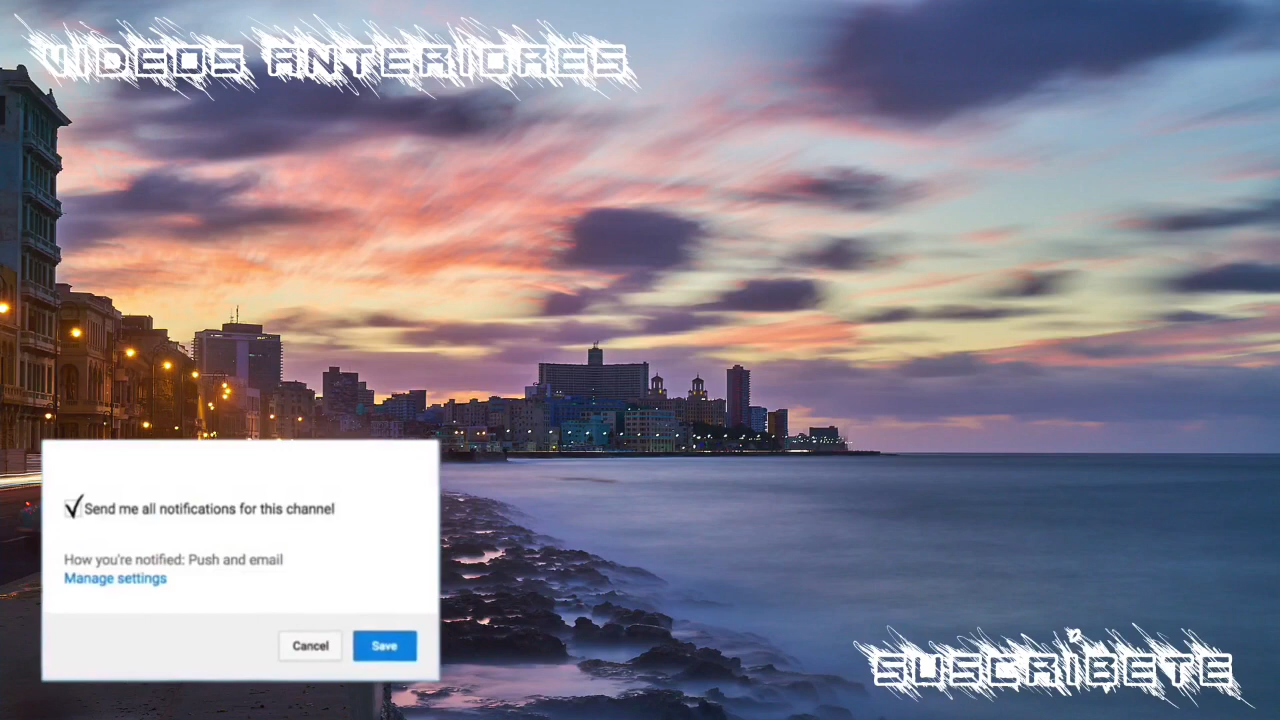 VIDEOS ANTERIORES
Send me all notifications for this channel
How you're notified: Push and email
Manage settings
Cancel
Save
SUSCRÍBETE